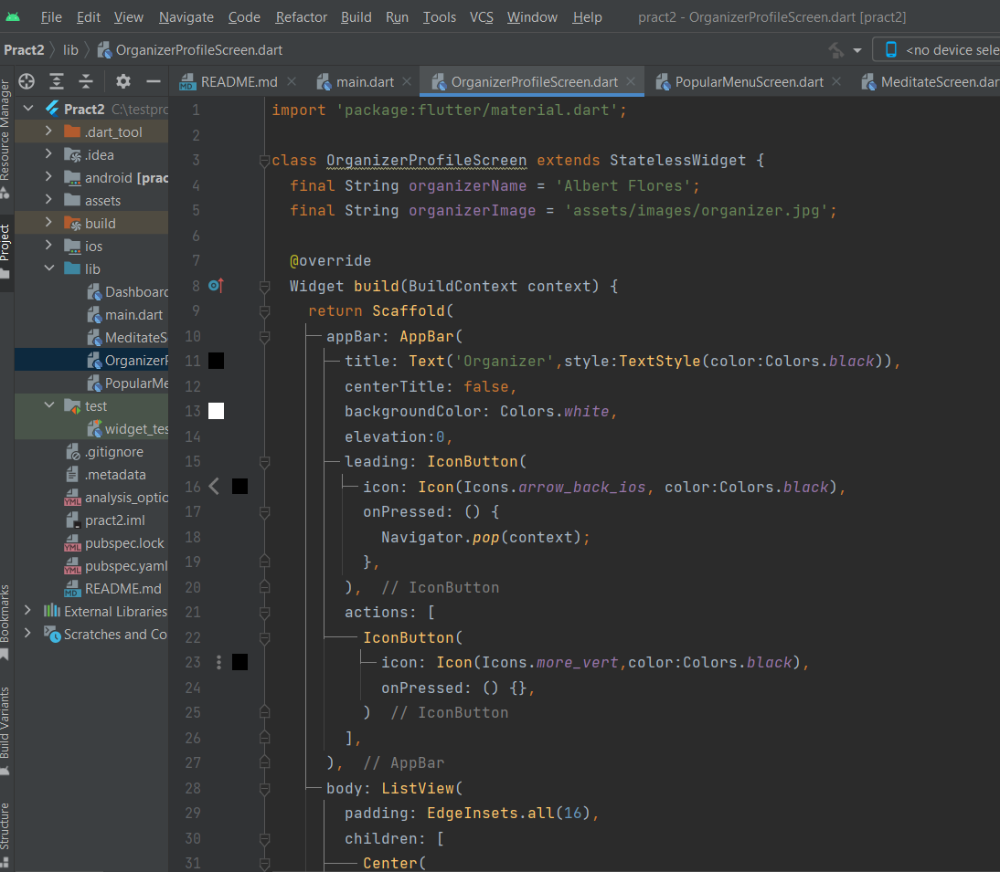 File Edit View Navigate Code Refactor Build Run Tools VCS Window Help pract2 - OrganizerProfileScreen.dart [pract2]
Pract2 lib OrganizerProfileScreen.dart <no device sele
README.md main.dart OrganizerProfileScreen.dart PopularMenuScreen.dart MeditateScreen.dar
Resource Manager
Project
Bookmarks
Build Variants
Structure
Pract2 C:\testpro
.dart_tool
.idea
android [prac
assets
build
ios
lib
Dashboard
main.dart
MeditateS
OrganizerF
PopularMe
test
widget_tes
.gitignore
.metadata
analysis_optio
pract2.iml
pubspec.lock
pubspec.yaml
README.md
External Libraries
Scratches and Co
1 import 'package:flutter/material.dart';
2
3 class OrganizerProfileScreen extends StatelessWidget {
4 final String organizerName = 'Albert Flores';
5 final String organizerImage = 'assets/images/organizer.jpg';
6
7 @override
8 Widget build(BuildContext context) {
9 return Scaffold(
10 appBar: AppBar(
11 title: Text('Organizer',style:TextStyle(color:Colors.black)),
12 centerTitle: false,
13 backgroundColor: Colors.white,
14 elevation:0,
15 leading: IconButton(
16 icon: Icon(Icons.arrow_back_ios, color:Colors.black),
17 onPressed: () {
18 Navigator.pop(context);
19 },
20 ), // IconButton
21 actions: [
22 IconButton(
23 icon: Icon(Icons.more_vert,color:Colors.black),
24 onPressed: () {},
25 ) // IconButton
26 ],
27 ), // AppBar
28 body: ListView(
29 padding: EdgeInsets.all(16),
30 children: [
31 Center(